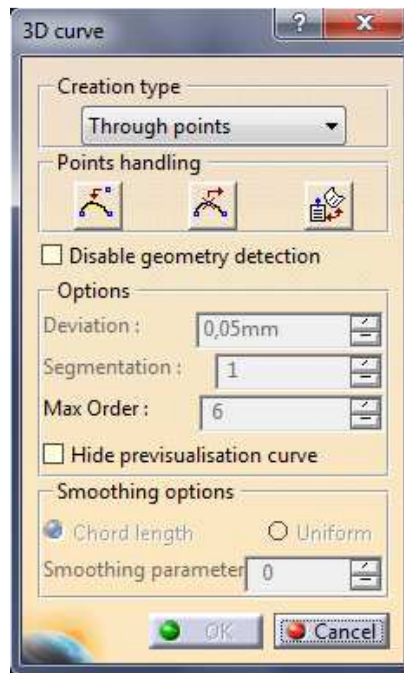 3D curve
Creation type
Through points
Points handling
Disable geometry detection
Options
Deviation : 0,05mm
Segmentation : 1
Max Order : 6
Hide previsualisation curve
Smoothing options
Chord length Uniform
Smoothing parameter 0
OK Cancel